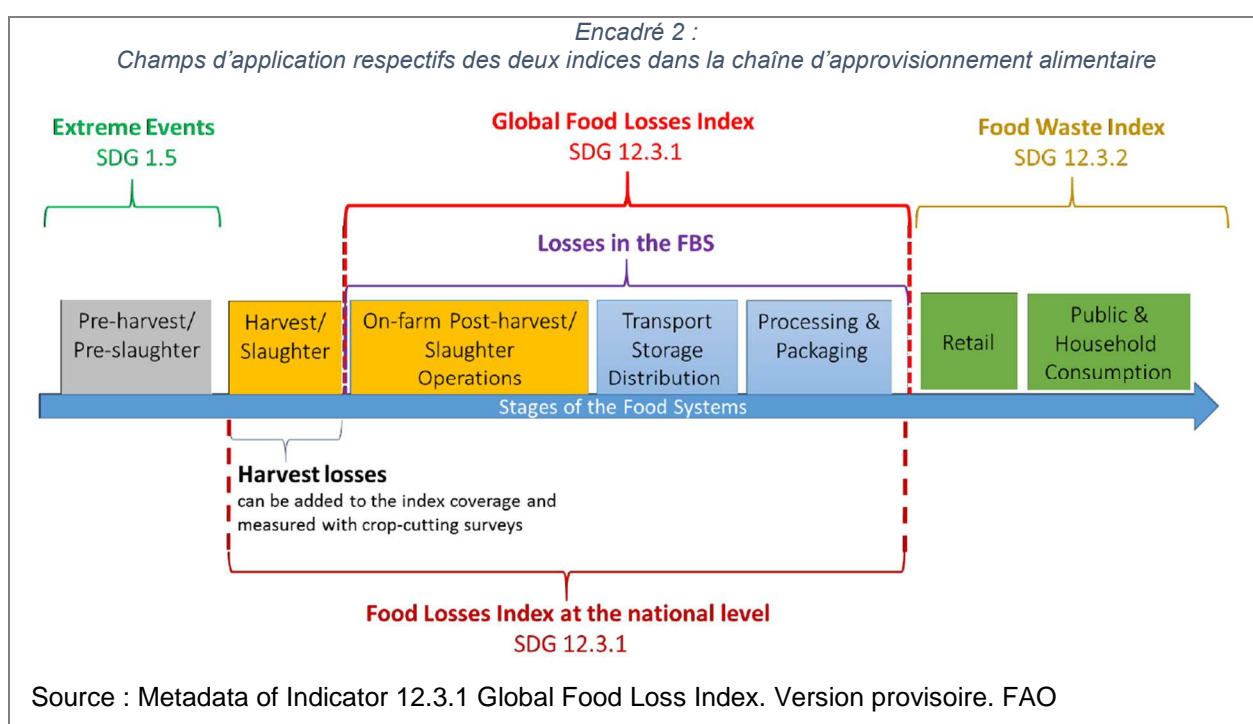 Encadré 2 :
Champs d'application respectifs des deux indices dans la chaîne d'approvisionnement alimentaire
Extreme Events
SDG 1.5
Global Food Losses Index
SDG 12.3.1
Food Waste Index
SDG 12.3.2
Losses in the FBS
Pre-harvest/
Pre-slaughter
Harvest/
Slaughter
On-farm Post-harvest/
Slaughter
Operations
Transport
Storage
Distribution
Processing &
Packaging
Retail
Public &
Household
Consumption
Stages of the Food Systems
Harvest losses
can be added to the index coverage and
measured with crop-cutting surveys
Food Losses Index at the national level
SDG 12.3.1
Source : Metadata of Indicator 12.3.1 Global Food Loss Index. Version provisoire. FAO